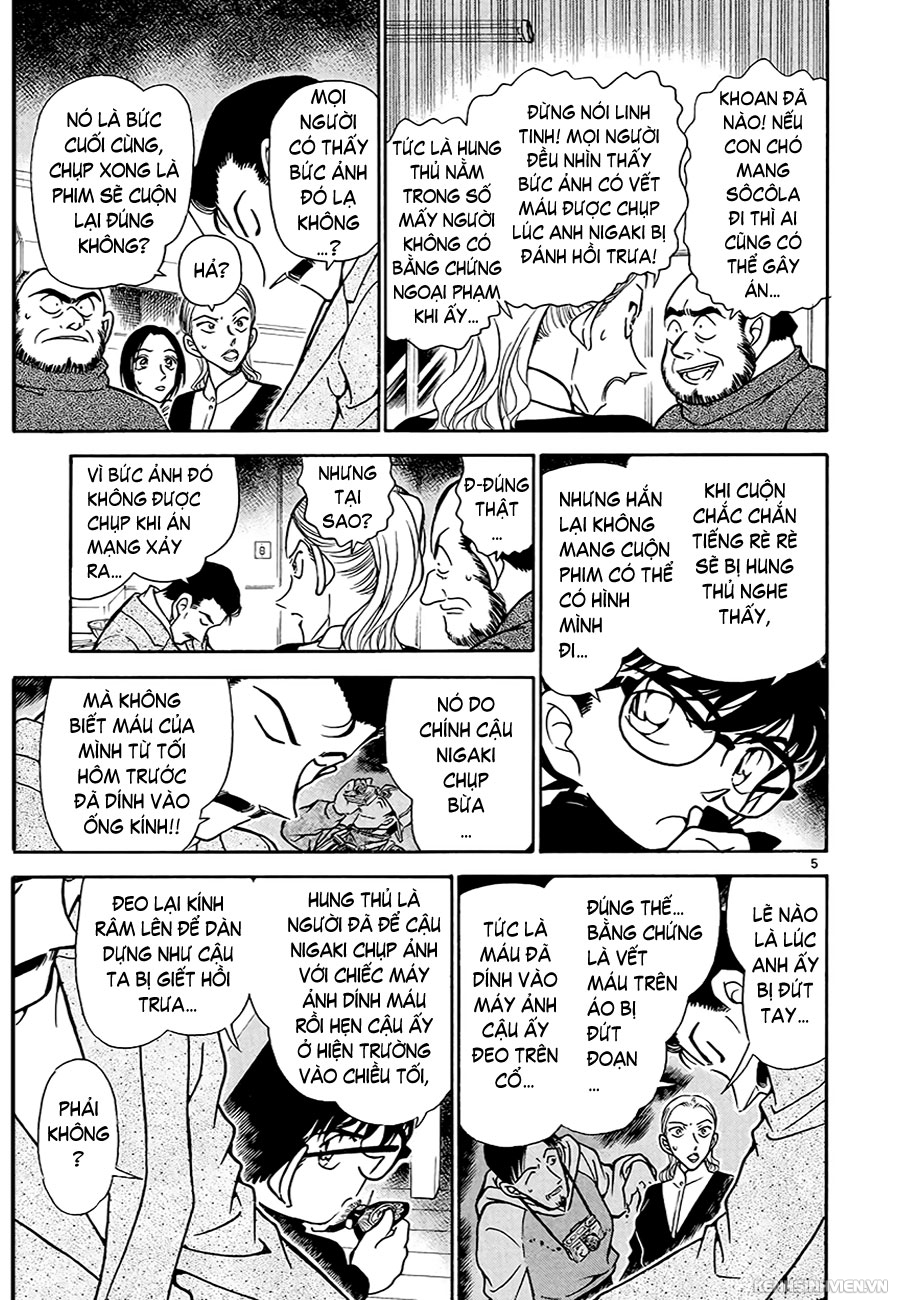 KHOAN ĐÃ
NÀO! NẾU
CON CHÓ
MANG
SÔCÔLA
ĐI THÌ AI
CŨNG CÓ
THỂ GÂY
ÁN...
ĐỪNG NÓI LINH
TINH! MỌI NGƯỜI
ĐỀU NHÌN THẤY
BỨC ẢNH CÓ VẾT
MÁU ĐƯỢC CHỤP
LÚC ANH NIGAKI BỊ
ĐÁNH HỒI TRƯA!
TỨC LÀ HUNG
THỦ NẰM
TRONG SỐ
MẤY NGƯỜI
KHÔNG CÓ
BẰNG CHỨNG
NGOẠI PHẠM
KHI ẤY...
MỌI
NGƯỜI
CÓ THẤY
BỨC ẢNH
ĐÓ LẠ
KHÔNG
...?
HẢ?
NÓ LÀ BỨC
CUỐI CÙNG,
CHỤP XONG LÀ
PHIM SẼ CUỘN
LẠI ĐÚNG
KHÔNG?
KHI CUỘN
CHẮC CHẮN
TIẾNG RÈ RÈ
SẼ BỊ HUNG
THỦ NGHE
THẤY,
NHƯNG HẮN
LẠI KHÔNG
MANG CUỘN
PHIM CÓ THỂ
CÓ HÌNH
MÌNH
ĐI...
Đ-ĐÚNG
THẬT
...
NHƯNG
TẠI
SAO?
VÌ BỨC ẢNH ĐÓ
KHÔNG ĐƯỢC
CHỤP KHI ÁN
MẠNG XẢY
RA...
NÓ DO
CHÍNH CẬU
NIGAKI
CHỤP
BỪA
...
MÀ KHÔNG
BIẾT MÁU CỦA
MÌNH TỪ TỐI
HÔM TRƯỚC
ĐÃ DÍNH VÀO
ỐNG KÍNH!!
5
LẼ NÀO
LÀ LÚC
ANH ẤY
BỊ ĐỨT
TAY...
ĐÚNG THẾ...
BẰNG CHỨNG
LÀ VẾT
MÁU TRÊN
ÁO BỊ
ĐỨT
ĐOẠN
...
TỨC LÀ
MÁU ĐÃ
DÍNH VÀO
MÁY ẢNH
CẬU ẤY
ĐEO TRÊN
CỔ...
HUNG THỦ LÀ
NGƯỜI ĐÃ ĐỂ CẬU
NIGAKI CHỤP ẢNH
VỚI CHIẾC MÁY
ẢNH DÍNH MÁU
RỒI HẸN CẬU ẤY
Ở HIỆN TRƯỜNG
VÀO CHIỀU TỐI,
ĐEO LẠI KÍNH
RÂM LÊN ĐỂ DÀN
DỰNG NHƯ CẬU
TA BỊ GIẾT HỒI
TRƯA...
PHẢI
KHÔNG
?